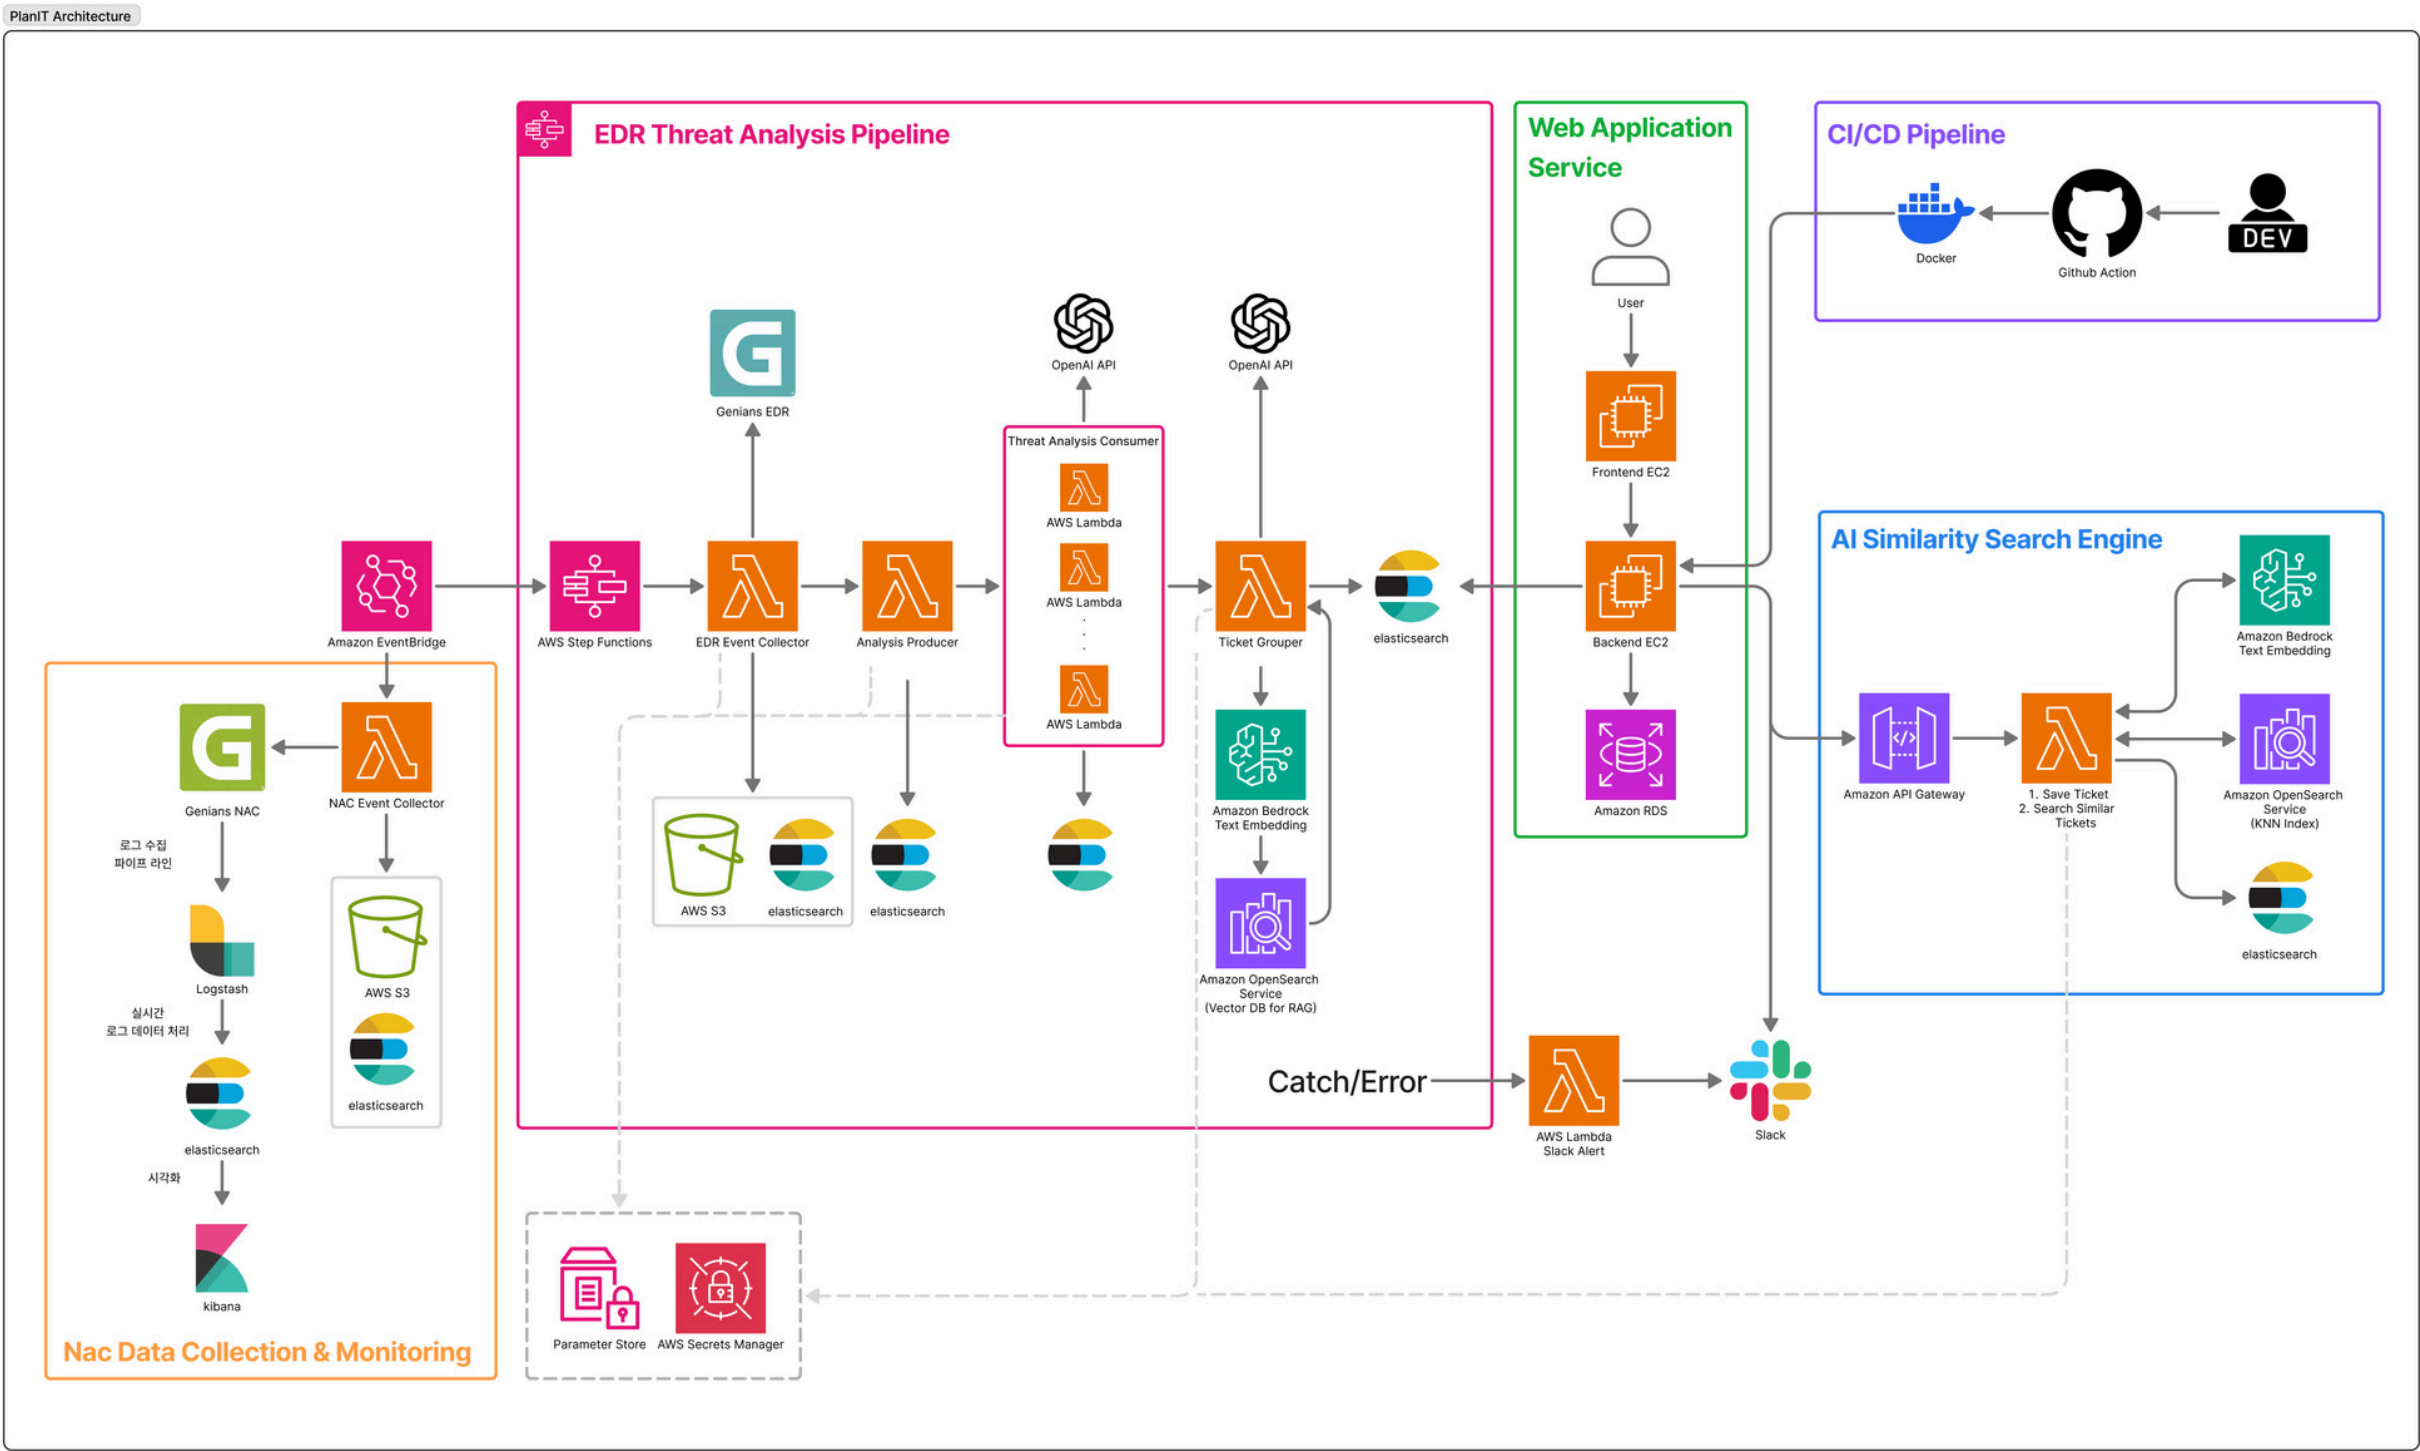 PlanIT Architecture
EDR Threat Analysis Pipeline
Web Application
Service
CI/CD Pipeline
DEV
Docker
Github Action
User
OpenAI API
OpenAI API
Genians EDR
Threat Analysis Consumer
AWS Lambda
AWS Lambda
.
.
.
AWS Lambda
Frontend EC2
AI Similarity Search Engine
Amazon EventBridge
AWS Step Functions
EDR Event Collector
Analysis Producer
Ticket Grouper
elasticsearch
Backend EC2
Amazon Bedrock
Text Embedding
Genians NAC
NAC Event Collector
로그 수집
파이프 라인
Logstash
실시간
로그 데이터 처리
elasticsearch
시각화
kibana
AWS S3
elasticsearch
Nac Data Collection & Monitoring
AWS S3
elasticsearch
elasticsearch
Amazon Bedrock
Text Embedding
Amazon OpenSearch
Service
(Vector DB for RAG)
Amazon RDS
Amazon API Gateway
</>
1. Save Ticket
2. Search Similar
Tickets
Amazon OpenSearch
Service
(KNN Index)
elasticsearch
Catch/Error
AWS Lambda
Slack Alert
Slack
Parameter Store
AWS Secrets Manager